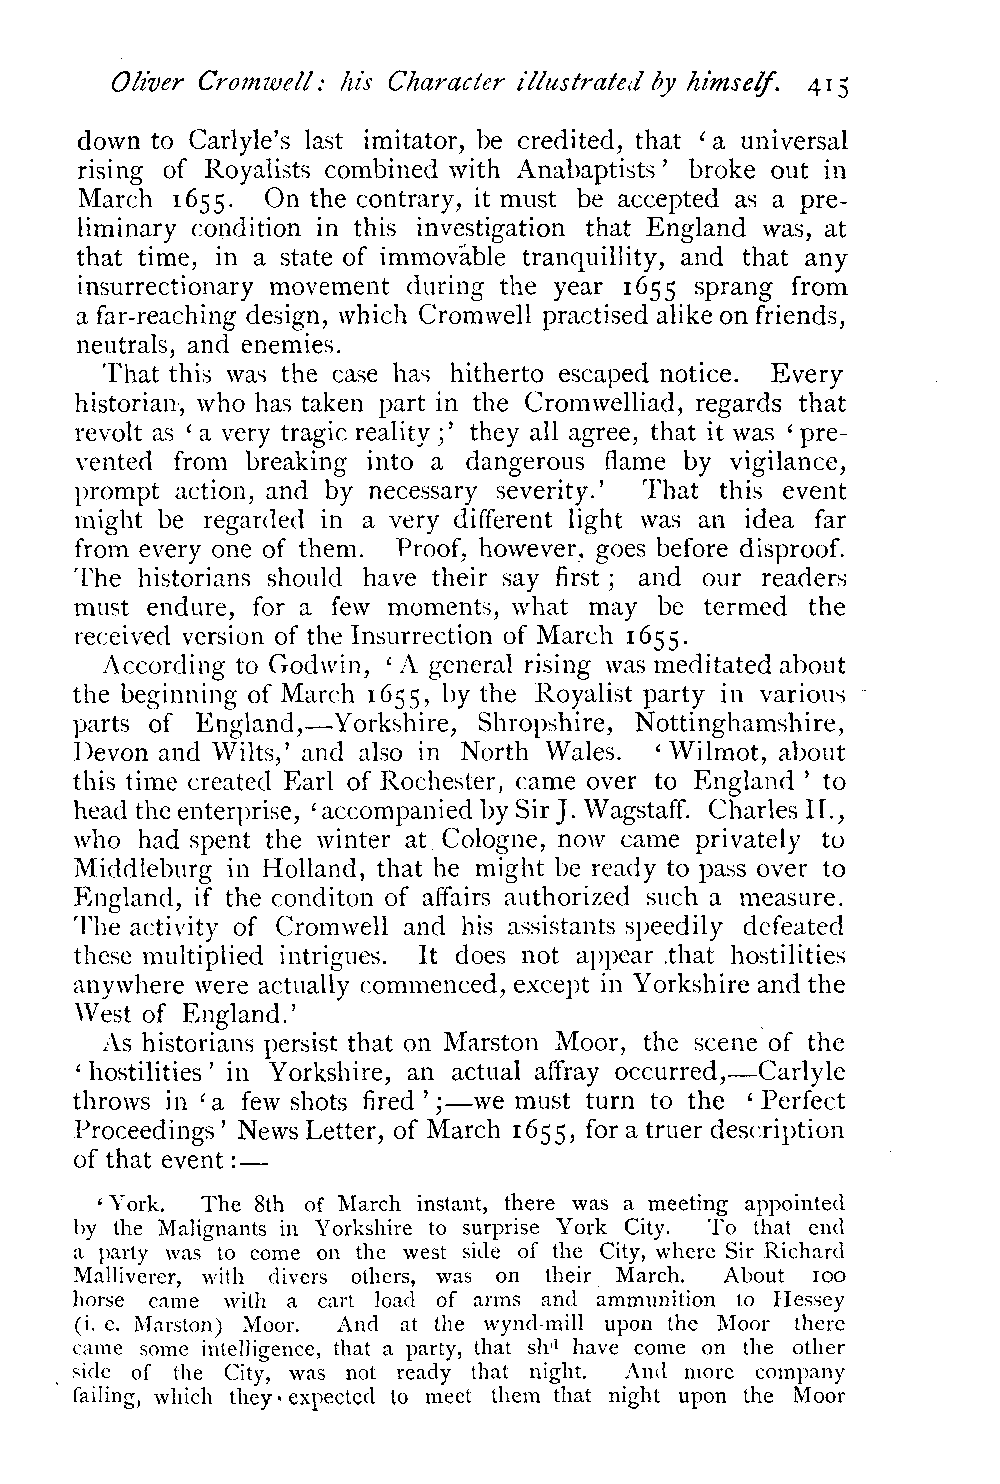 Oliver Cromwell: his Character illustrated by himself. 415
down to Carlyle's last imitator, be credited, that ‘a universal
rising of Royalists combined with Anabaptists’ broke out in
March 1655. On the contrary, it must be accepted as a pre-
liminary condition in this investigation that England was, at
that time, in a state of immovable tranquillity, and that any
insurrectionary movement during the year 1655 sprang from
a far-reaching design, which Cromwell practised alike on friends,
neutrals, and enemies.
That this was the case has hitherto escaped notice. Every
historian, who has taken part in the Cromwelliad, regards that
revolt as ‘a very tragic reality;’ they all agree, that it was ‘pre-
vented from breaking into a dangerous flame by vigilance,
prompt action, and by necessary severity.’ That this event
might be regarded in a very different light was an idea far
from every one of them. Proof, however, goes before disproof.
The historians should have their say first; and our readers
must endure, for a few moments, what may be termed the
received version of the Insurrection of March 1655.
According to Godwin, ‘A general rising was meditated about
the beginning of March 1655, by the Royalist party in various
parts of England,—Yorkshire, Shropshire, Nottinghamshire,
Devon and Wilts,’ and also in North Wales. ‘Wilmot, about
this time created Earl of Rochester, came over to England’ to
head the enterprise, ‘accompanied by Sir J. Wagstaff. Charles II.,
who had spent the winter at Cologne, now came privately to
Middleburg in Holland, that he might be ready to pass over to
England, if the conditon of affairs authorized such a measure.
The activity of Cromwell and his assistants speedily defeated
these multiplied intrigues. It does not appear that hostilities
anywhere were actually commenced, except in Yorkshire and the
West of England.’
As historians persist that on Marston Moor, the scene of the
‘hostilities’ in Yorkshire, an actual affray occurred,—Carlyle
throws in ‘a few shots fired’;—we must turn to the ‘Perfect
Proceedings’ News Letter, of March 1655, for a truer description
of that event:—
‘York. The 8th of March instant, there was a meeting appointed
by the Malignants in Yorkshire to surprise York City. To that end
a party was to come on the west side of the City, where Sir Richard
Malliverer, with divers others, was on their March. About 100
horse came with a cart load of arms and ammunition to Hessey
(i. e. Marston) Moor. And at the wynd-mill upon the Moor there
came some intelligence, that a party, that shd have come on the other
side of the City, was not ready that night. And more company
failing, which they expected to meet them that night upon the Moor